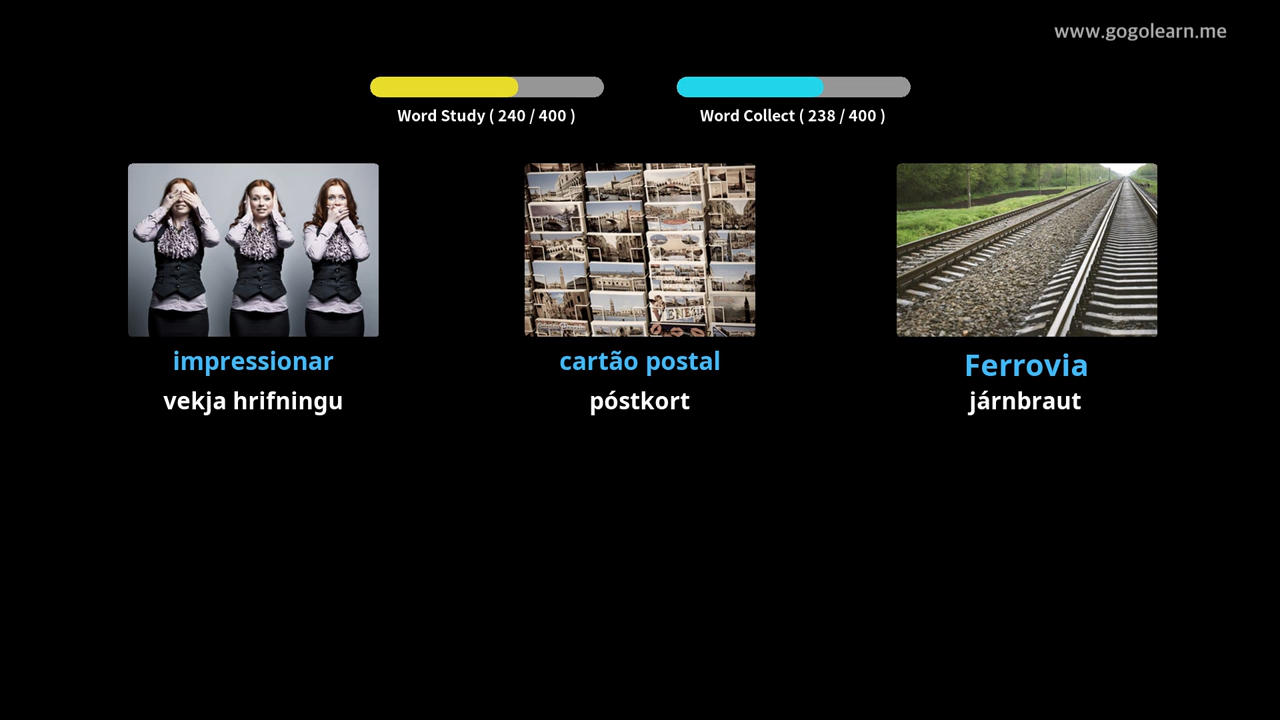 www.gogolearn.me
Word Study ( 240 / 400 )
Word Collect ( 238 / 400 )
VENEZIA
impressionar
cartão postal
Ferrovia
vekja hrifningu
póstkort
járnbraut